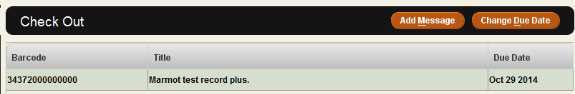 Check Out Add Message Change Due Date
Barcode Title Due Date
34372000000000 Marmot test record plus. Oct 29 2014